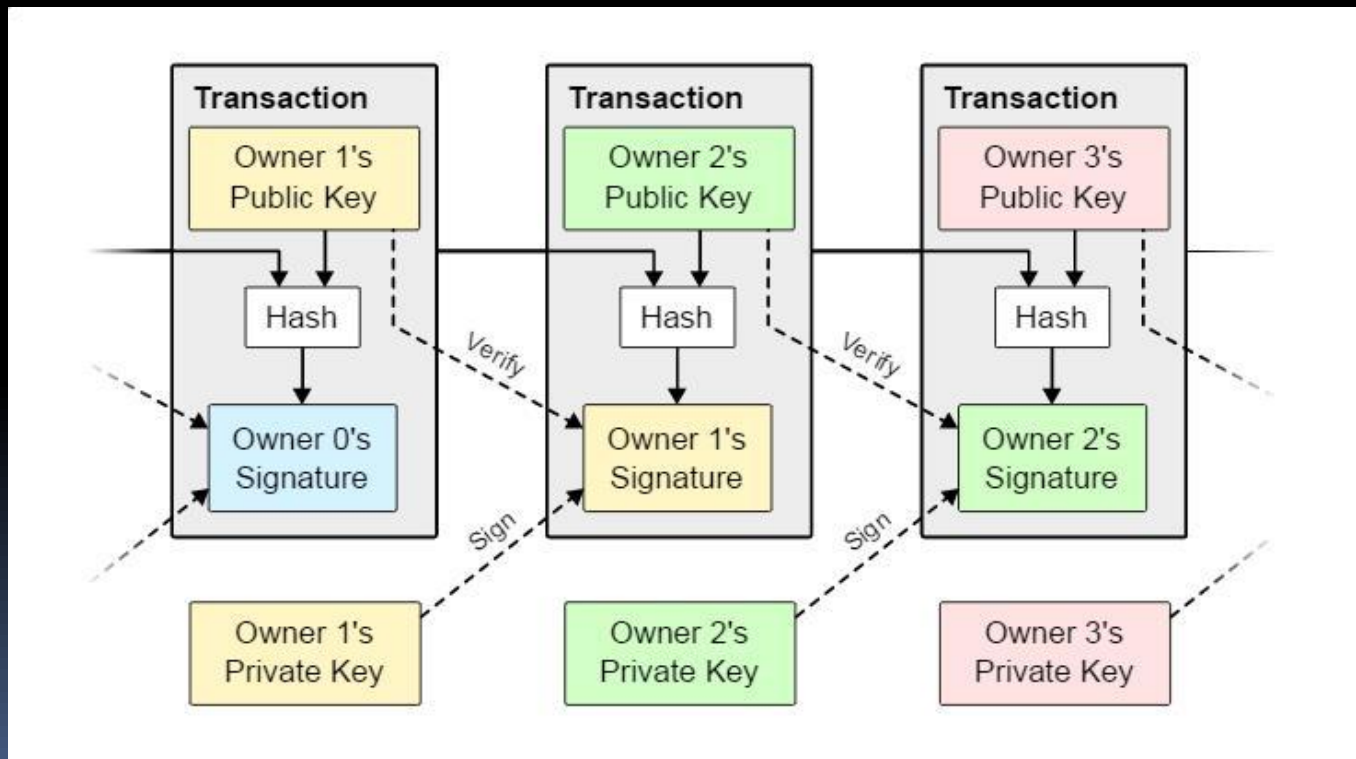 Transaction
Owner 1's
Public Key
Hash
Owner 0's
Signature
Transaction
Owner 2's
Public Key
Hash
Owner 1's
Signature
Transaction
Owner 3's
Public Key
Hash
Owner 2's
Signature
Verify
Verify
Sign
Sign
Owner 1's
Private Key
Owner 2's
Private Key
Owner 3's
Private Key